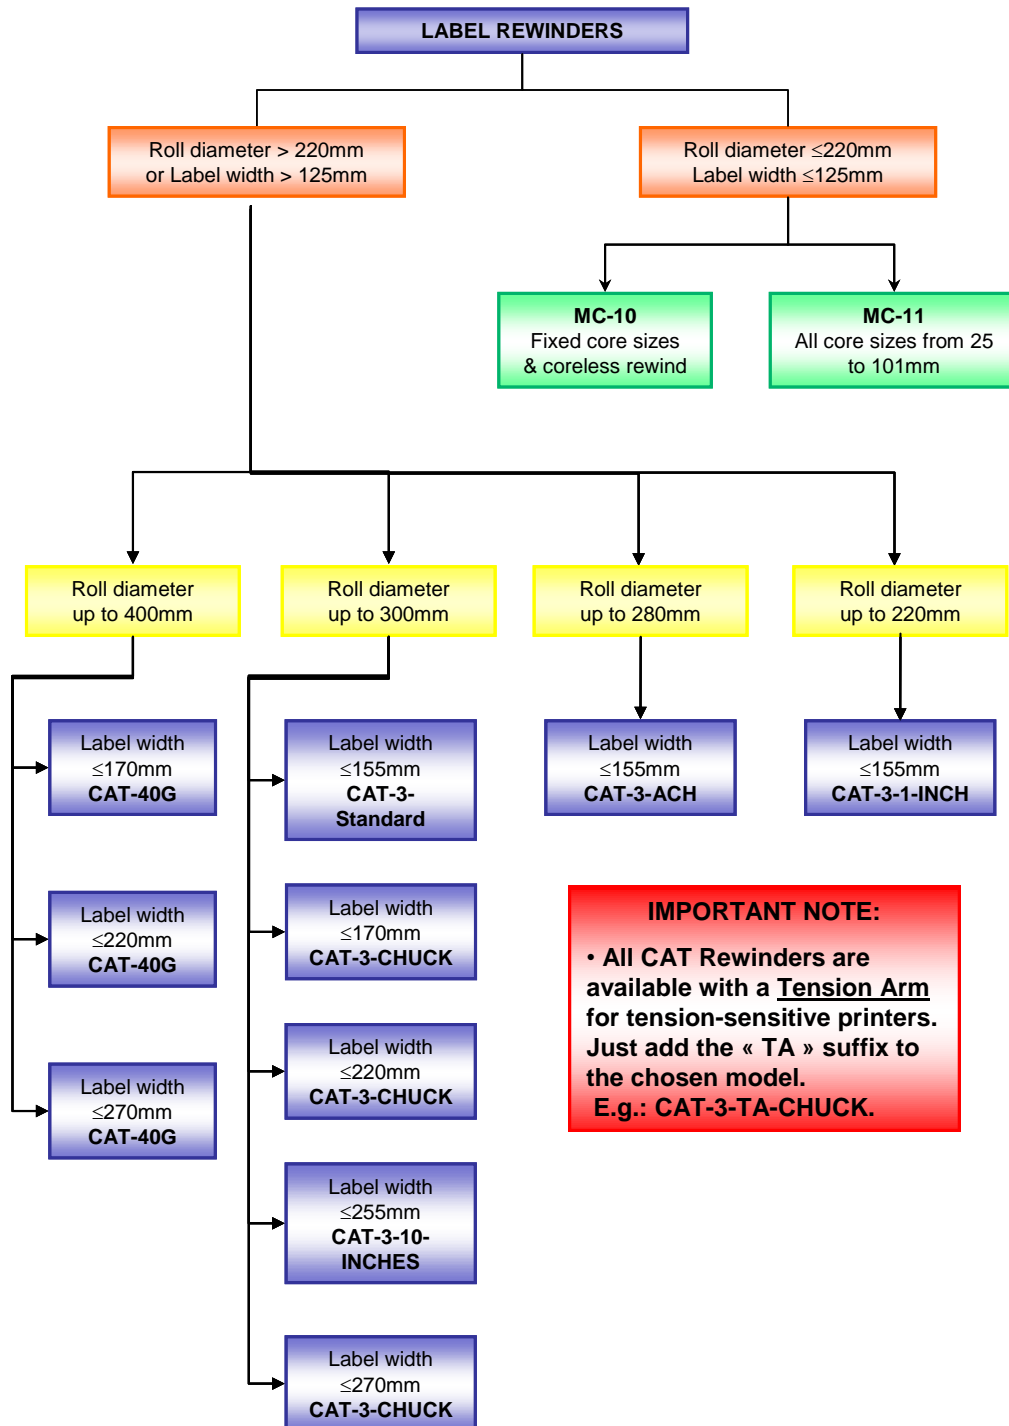 LABEL REWINDERS
Roll diameter > 220mm
or Label width > 125mm
Roll diameter ≤220mm
Label width ≤125mm
MC-10
Fixed core sizes
& coreless rewind
MC-11
All core sizes from 25
to 101mm
Roll diameter
up to 400mm
Roll diameter
up to 300mm
Roll diameter
up to 280mm
Roll diameter
up to 220mm
Label width
≤170mm
CAT-40G
Label width
≤220mm
CAT-40G
Label width
≤270mm
CAT-40G
Label width
≤155mm
CAT-3-
Standard
Label width
≤170mm
CAT-3-CHUCK
Label width
≤220mm
CAT-3-CHUCK
Label width
≤255mm
CAT-3-10-
INCHES
Label width
≤270mm
CAT-3-CHUCK
Label width
≤155mm
CAT-3-ACH
Label width
≤155mm
CAT-3-1-INCH
IMPORTANT NOTE:
• All CAT Rewinders are
available with a Tension Arm
for tension-sensitive printers.
Just add the « TA » suffix to
the chosen model.
E.g.: CAT-3-TA-CHUCK.